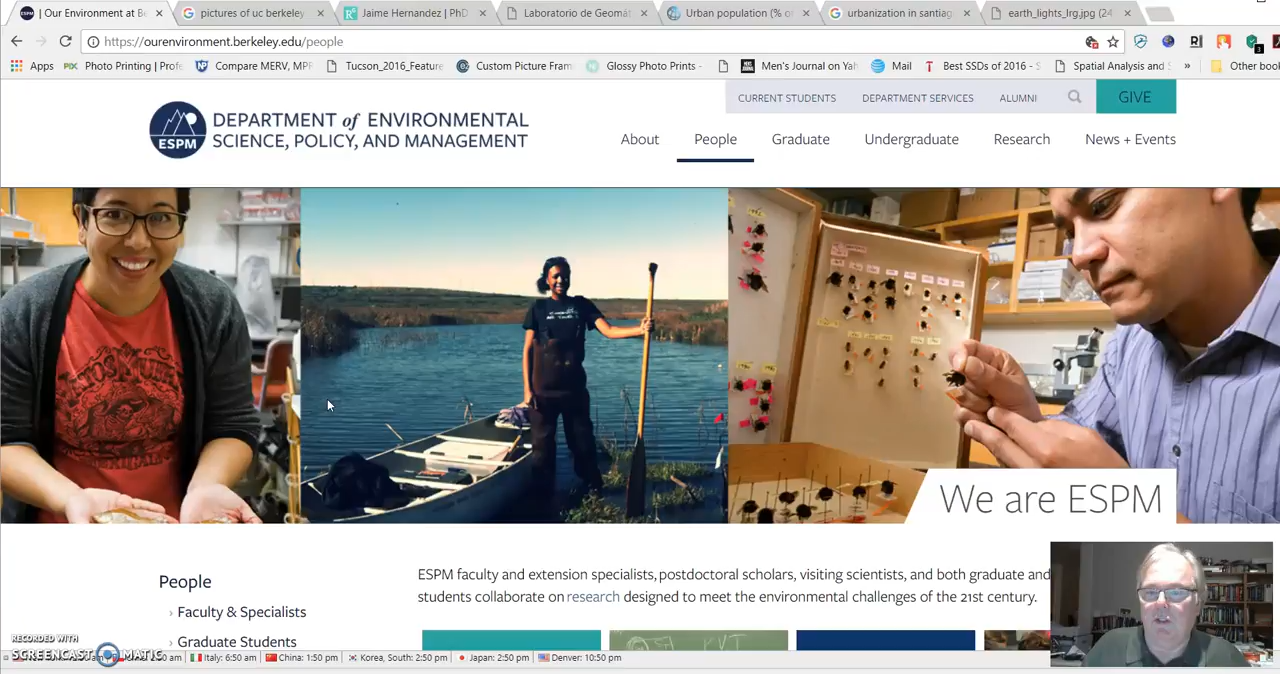 | Our Environment at Be
pictures of uc berkeley
Jaime Hernandez | PhD
Laboratorio de Geomát
Urban population (% o
urbanization in santiag
earth_lights_lrg.jpg (24
https://ourenvironment.berkeley.edu/people
Apps
PIX Photo Printing | Profe
NP Compare MERV, MPP
Tucson_2016_Feature
Custom Picture Fram
Glossy Photo Prints -
Men's Journal on Yah
Mail
Best SSDs of 2016 - S
Spatial Analysis and S
»
Other book
CURRENT STUDENTS
DEPARTMENT SERVICES
ALUMNI
GIVE
ESPM
DEPARTMENT of ENVIRONMENTAL
SCIENCE, POLICY, AND MANAGEMENT
About
People
Graduate
Undergraduate
Research
News + Events
We are ESPM
People
› Faculty & Specialists
› Graduate Students
ESPM faculty and extension specialists, postdoctoral scholars, visiting scientists, and both graduate and
students collaborate on research designed to meet the environmental challenges of the 21st century.
RECORDED WITH
SCREENCAST MATIC
Italy: 6:50 am
China: 1:50 pm
Korea, South: 2:50 pm
Japan: 2:50 pm
Denver: 10:50 pm